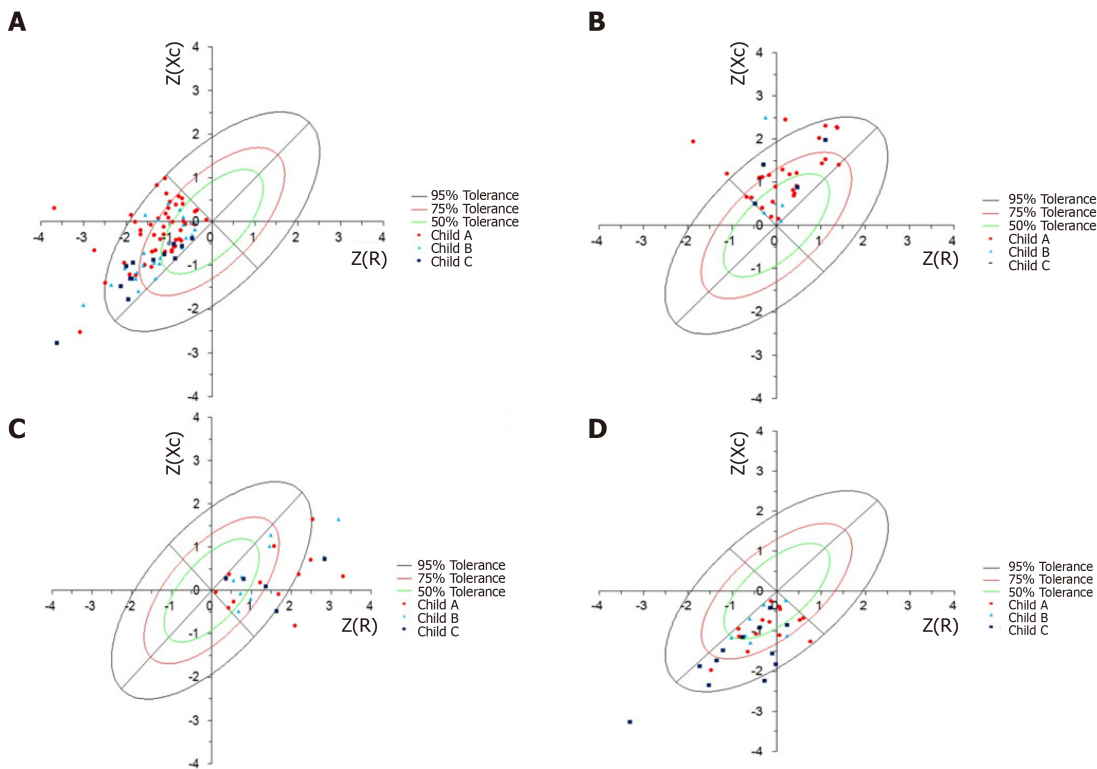 A
Z(Xc)
4
3
2
1
0
-1
-2
-3
-4
-4 -3 -2 -1 0 1 2 3 4
Z(R)
95% Tolerance
75% Tolerance
50% Tolerance
Child A
Child B
Child C
B
Z(Xc)
4
3
2
1
0
-1
-2
-3
-4
-4 -3 -2 -1 0 1 2 3 4
Z(R)
95% Tolerance
75% Tolerance
50% Tolerance
Child A
Child B
Child C
C
Z(Xc)
4
3
2
1
0
-1
-2
-3
-4
-4 -3 -2 -1 0 1 2 3 4
Z(R)
95% Tolerance
75% Tolerance
50% Tolerance
Child A
Child B
Child C
D
Z(Xc)
4
3
2
1
0
-1
-2
-3
-4
-4 -3 -2 -1 0 1 2 3 4
Z(R)
95% Tolerance
75% Tolerance
50% Tolerance
Child A
Child B
Child C